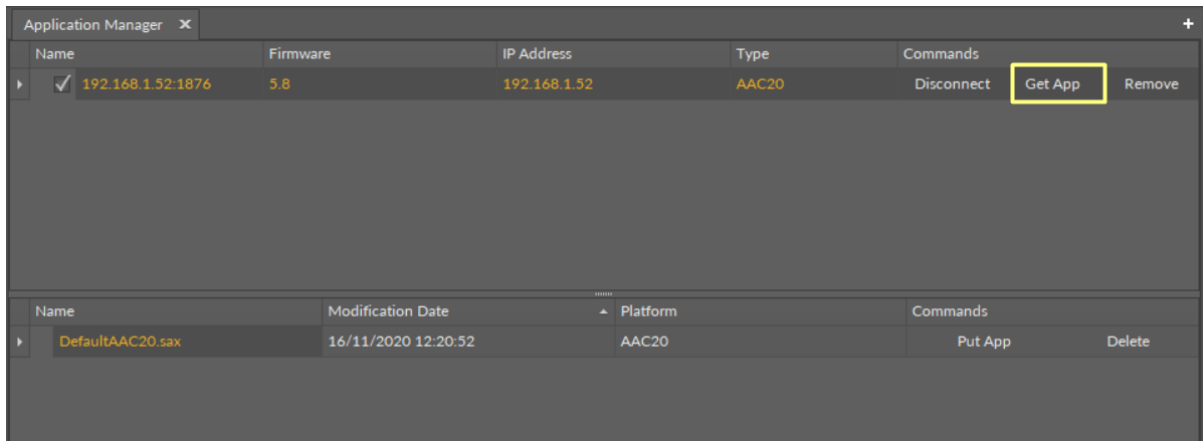 Application Manager X +
Name Firmware IP Address Type Commands
192.168.1.52:1876 5.8 192.168.1.52 AAC20 Disconnect Get App Remove
Name Modification Date Platform Commands
DefaultAAC20.sax 16/11/2020 12:20:52 AAC20 Put App Delete